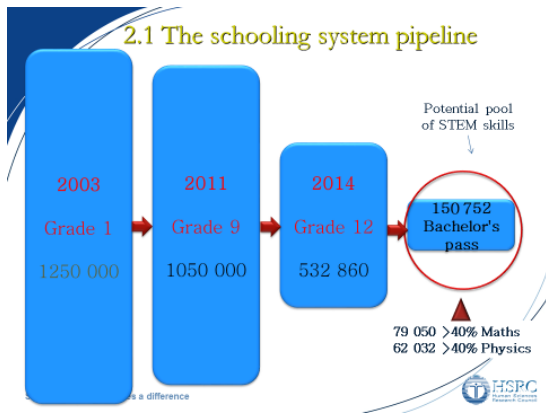 2.1 The schooling system pipeline
Potential pool
of STEM skills
2003
Grade 1
1250 000
2011
Grade 9
1050 000
2014
Grade 12
532 860
150 752
Bachelor's
pass
79 050 >40% Maths
62 032 >40% Physics
a difference
HSRC
Human Sciences
Research Council